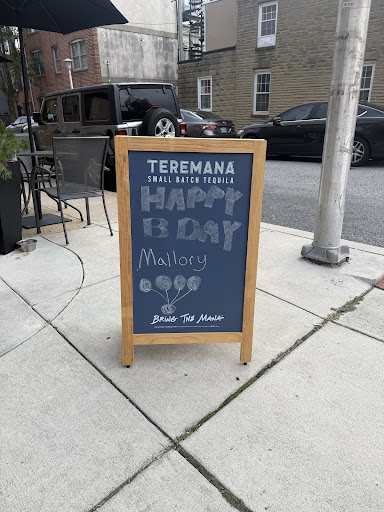 TEREMANA
SMALL BATCH TEQUILA
HAPPY
B DAY
Mallory
BRING THE MANA